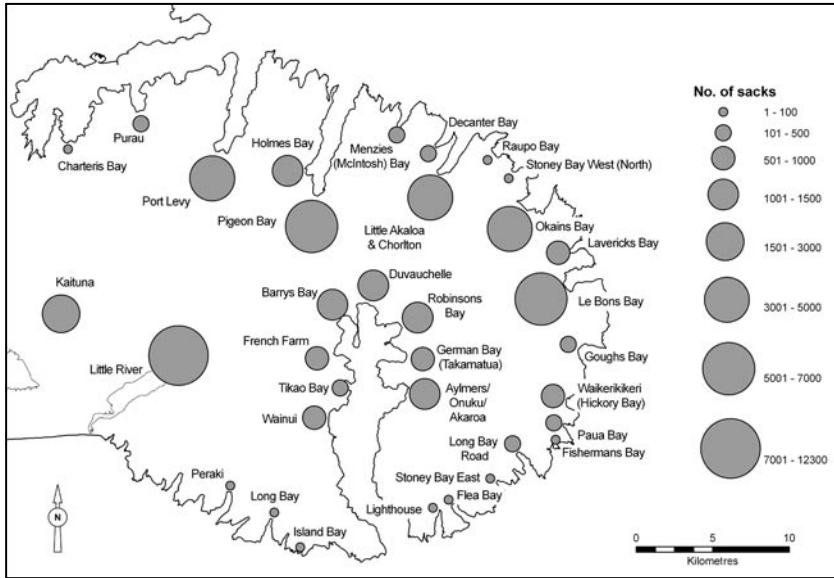 No. of sacks
1 - 100
101 - 500
501 - 1000
1001 - 1500
1501 - 3000
3001 - 5000
5001 - 7000
7001 - 12300
Decanter Bay
Purau
Holmes Bay
Menzies
(McIntosh) Bay
Raupo Bay
Charteris Bay
Stoney Bay West (North)
Port Levy
Pigeon Bay
Little Akaloa
& Chorlton
Okains Bay
Lavericks Bay
Kaituna
Duvauchelle
Barrys Bay
Robinsons
Bay
Le Bons Bay
French Farm
German Bay
(Takamatua)
Goughs Bay
Little River
Tikao Bay
Aylmers/
Onuku/
Akaroa
Waikerikikeri
(Hickory Bay)
Wainui
Long Bay
Road
Paua Bay
Fishermans Bay
Peraki
Stoney Bay East
Long Bay
Flea Bay
Lighthouse
Island Bay
N
0 5 10
Kilometres